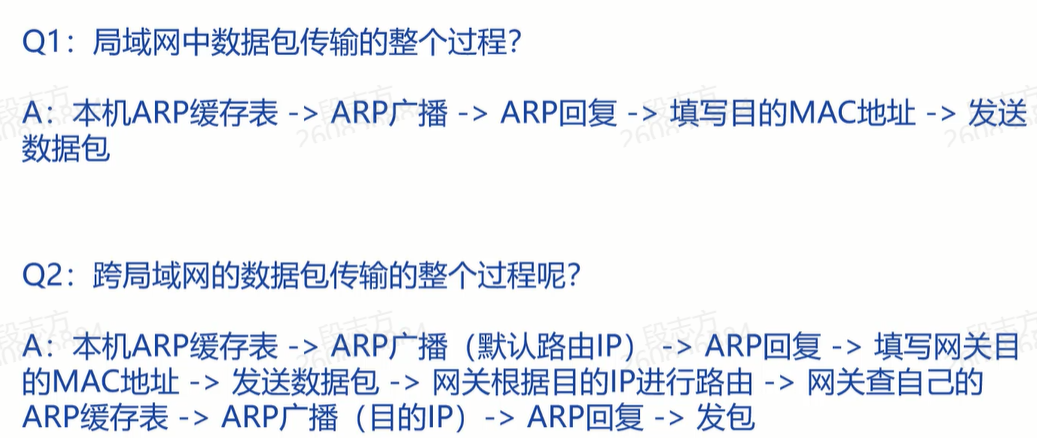 Q1：局域网中数据包传输的整个过程？
A：本机ARP缓存表 -> ARP广播 -> ARP回复 -> 填写目的MAC地址 -> 发送
数据包
Q2：跨局域网的数据包传输的整个过程呢？
A：本机ARP缓存表 -> ARP广播（默认路由IP） -> ARP回复 -> 填写网关目
的MAC地址 -> 发送数据包 -> 网关根据目的IP进行路由 -> 网关查自己的
ARP缓存表 -> ARP广播（目的IP）-> ARP回复 -> 发包